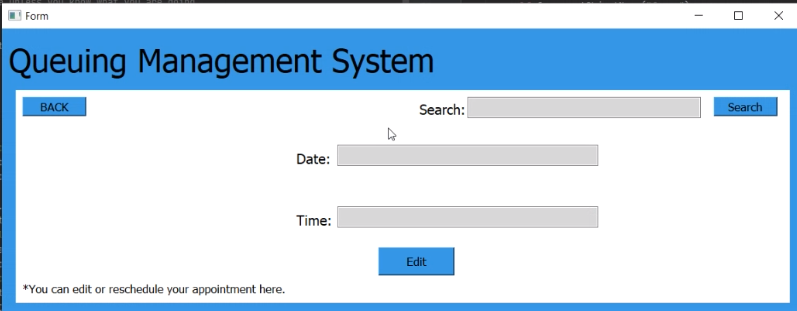 Form
Queuing Management System
BACK
Search:
Search
Date:
Time:
Edit
*You can edit or reschedule your appointment here.